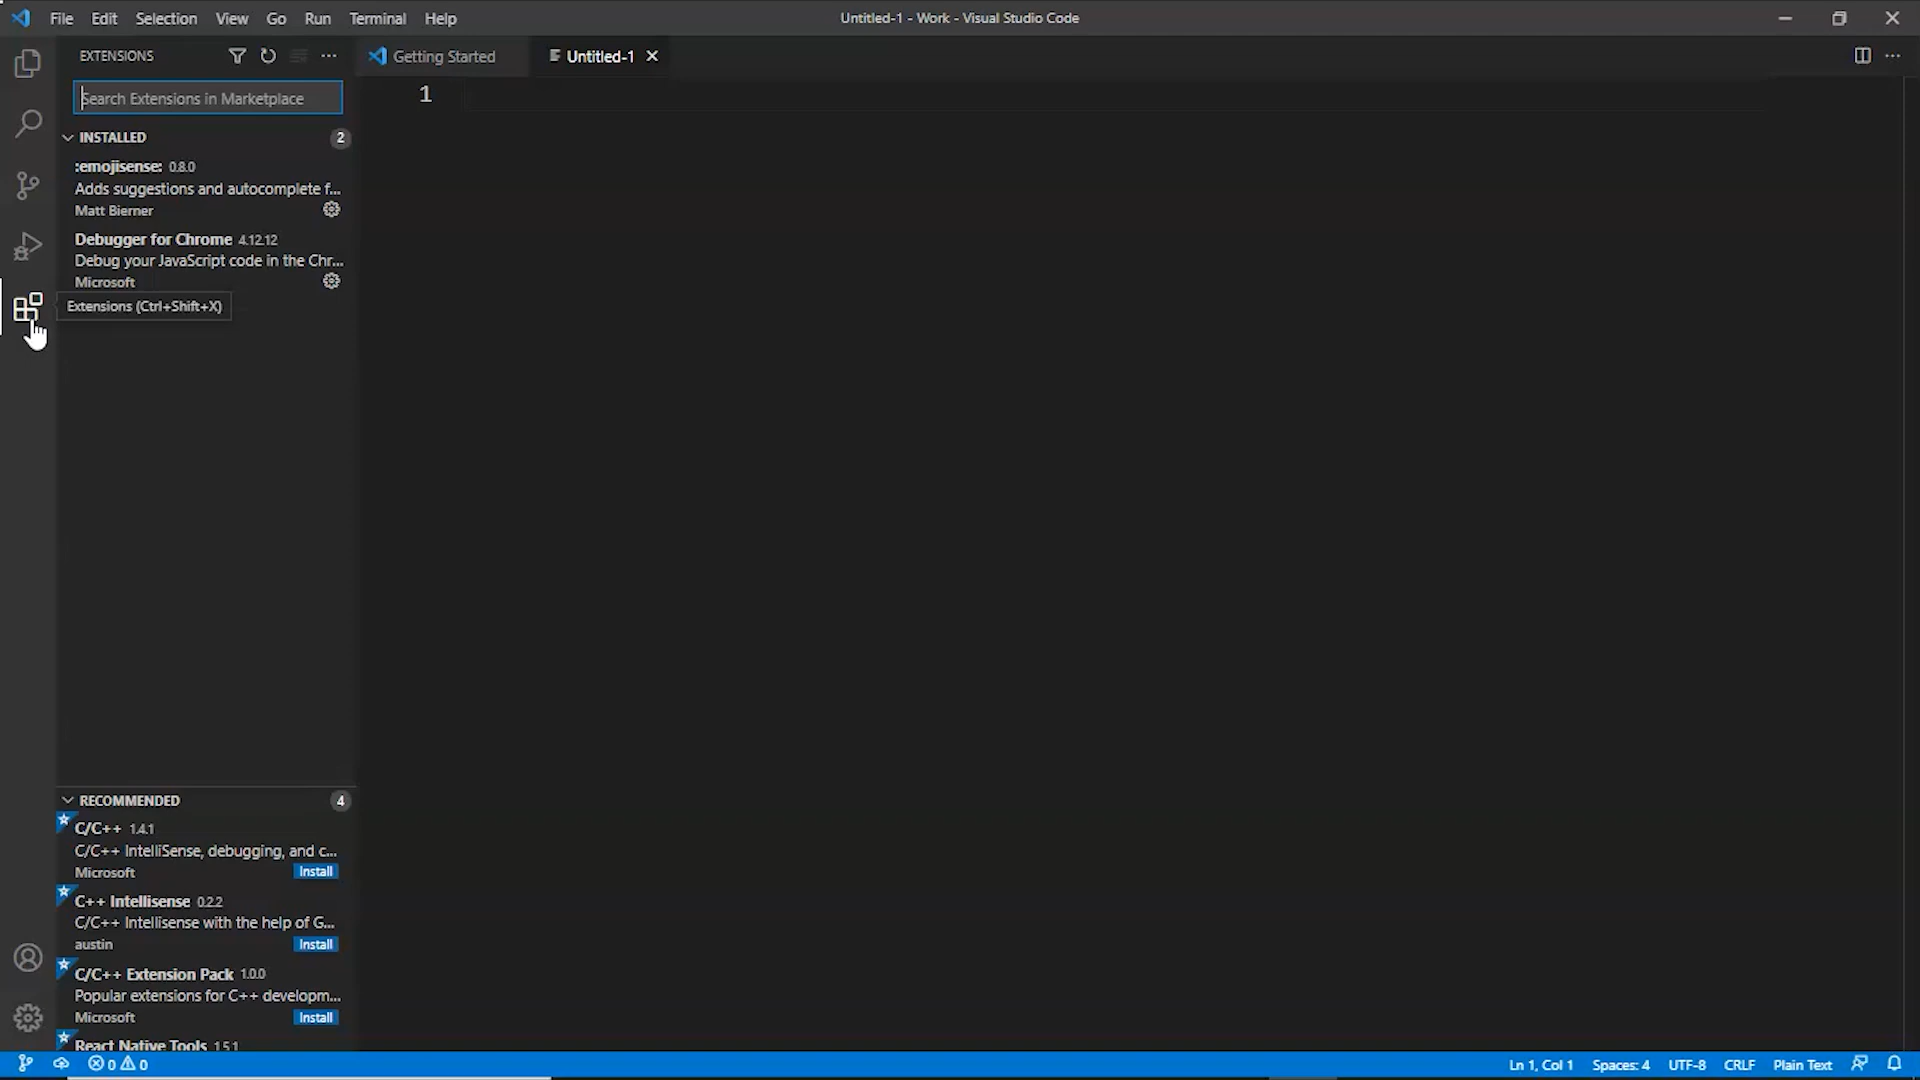 File Edit Selection View Go Run Terminal Help
Untitled-1 - Work - Visual Studio Code
EXTENSIONS
Getting Started
Untitled-1
Search Extensions in Marketplace
1
INSTALLED 2
:emojisense: 0.8.0
Adds suggestions and autocomplete f...
Matt Bierner
Debugger for Chrome 4.12.12
Debug your JavaScript code in the Chr...
Microsoft
Extensions (Ctrl+Shift+X)
RECOMMENDED 4
C/C++ 1.4.1
C/C++ IntelliSense, debugging, and c...
Microsoft Install
C++ Intellisense 0.2.2
C/C++ Intellisense with the help of G...
austin Install
C/C++ Extension Pack 1.0.0
Popular extensions for C++ developm...
Microsoft Install
React Native Tools 1.5.1
0 0 Ln 1, Col 1 Spaces: 4 UTF-8 CRLF Plain Text